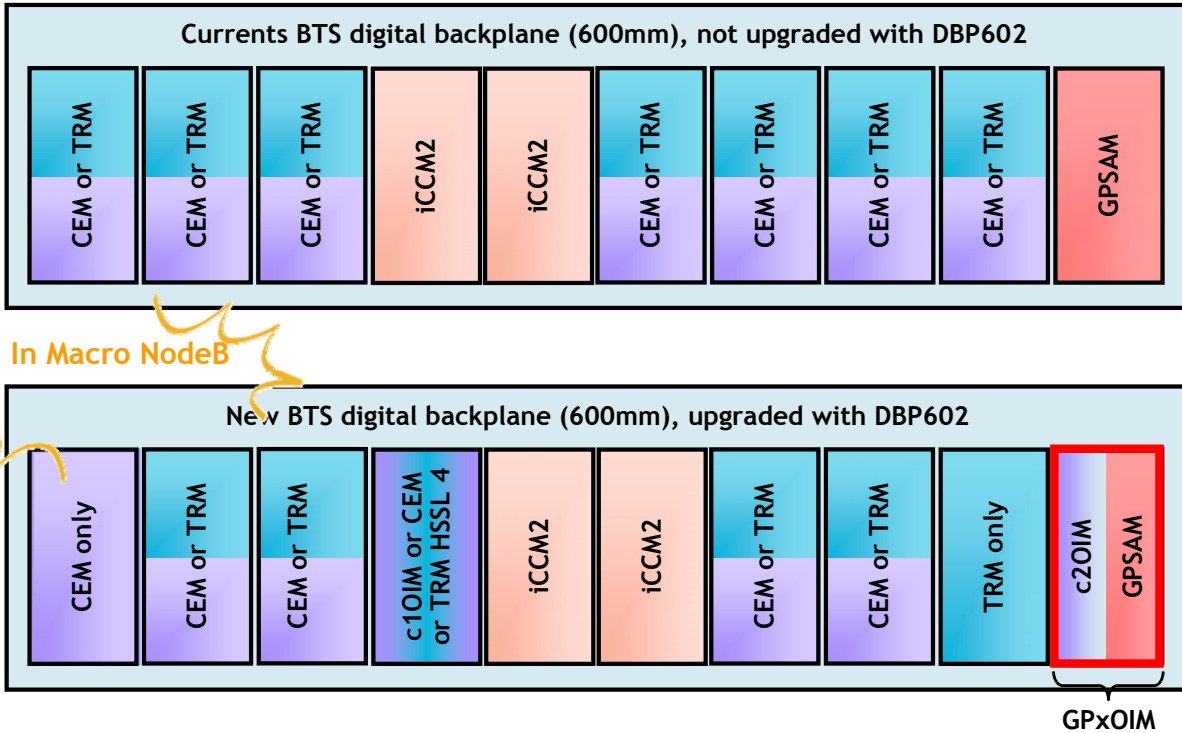 Currents BTS digital backplane (600mm), not upgraded with DBP602
CEM or TRM
CEM or TRM
CEM or TRM
iCCM2
iCCM2
CEM or TRM
CEM or TRM
CEM or TRM
CEM or TRM
GPSAM
In Macro NodeB
New BTS digital backplane (600mm), upgraded with DBP602
CEM only
CEM or TRM
CEM or TRM
c1OIM or CEM
or TRM HSSL 4
iCCM2
iCCM2
CEM or TRM
CEM or TRM
TRM only
c2OIM
GPSAM
GPxOIM